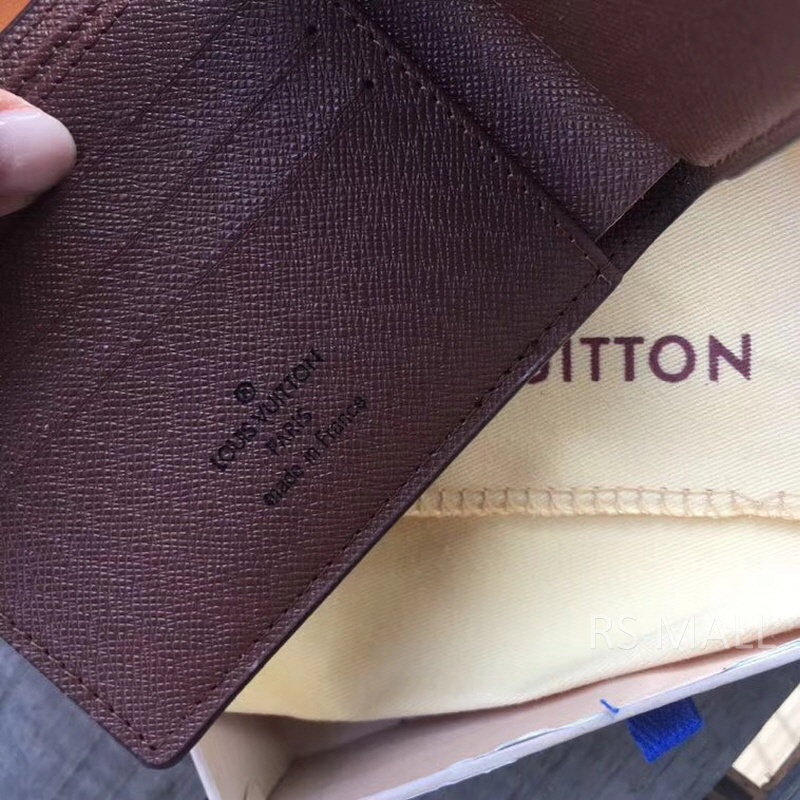 ®
LOUIS VUITTON
PARIS
made in France
UITTON
RS MALL